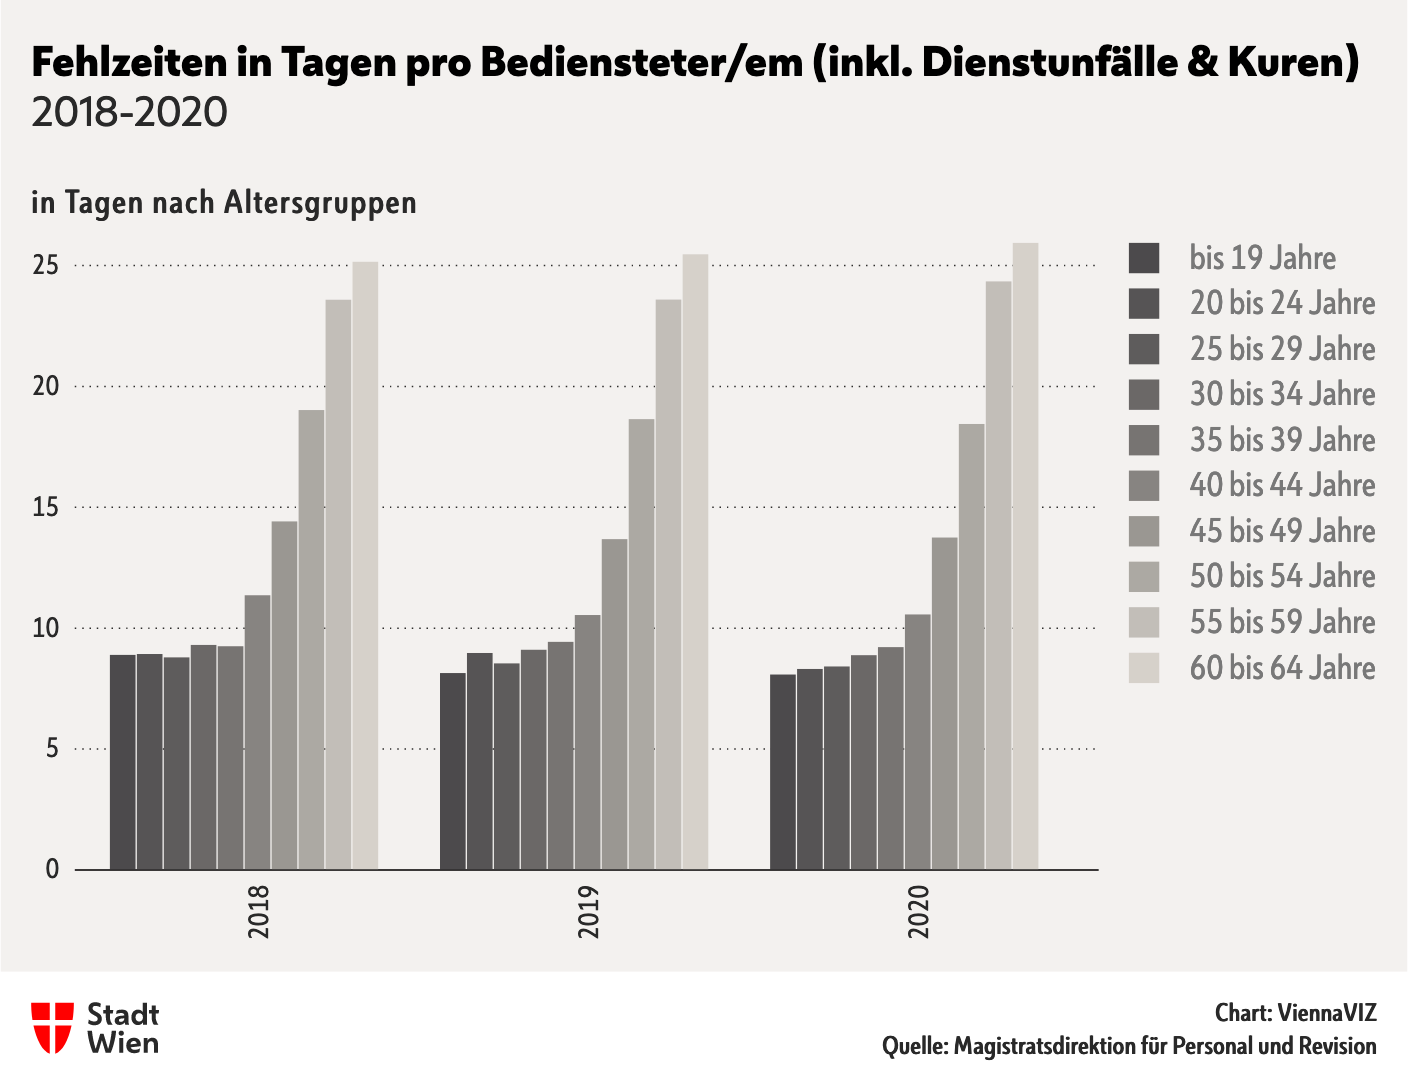 Fehlzeiten in Tagen pro Bediensteter/em (inkl. Dienstunfälle & Kuren)
2018-2020
in Tagen nach Altersgruppen
25
20
15
10
5
0
2018
2019
2020
bis 19 Jahre
20 bis 24 Jahre
25 bis 29 Jahre
30 bis 34 Jahre
35 bis 39 Jahre
40 bis 44 Jahre
45 bis 49 Jahre
50 bis 54 Jahre
55 bis 59 Jahre
60 bis 64 Jahre
Stadt
Wien
Chart: ViennaVIZ
Quelle: Magistratsdirektion für Personal und Revision